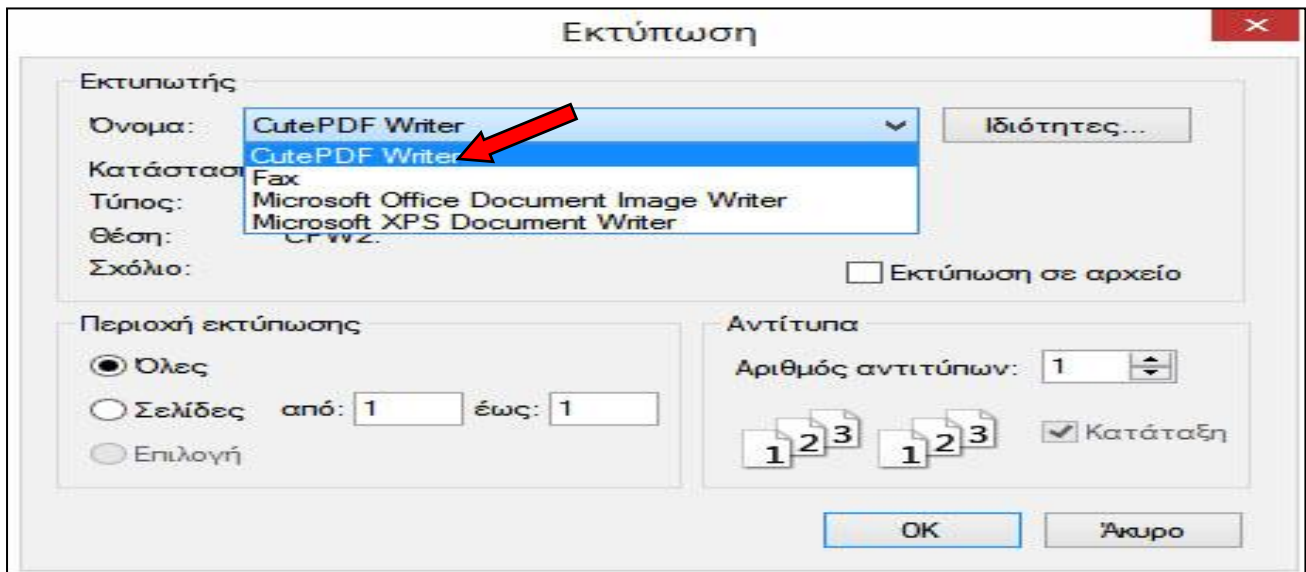 Εκτύπωση
Εκτυπωτής
Όνομα: CutePDF Writer Ιδιότητες...
CutePDF Writer
Κατάστασ
Fax
Τύπος: Microsoft Office Document Image Writer
Microsoft XPS Document Writer
Θέση: CPW2:
Σχόλιο: Εκτύπωση σε αρχείο
Περιοχή εκτύπωσης
Όλες
Σελίδες από: 1 έως: 1
Επιλογή
Αντίτυπα
Αριθμός αντιτύπων: 1
1 2 3 1 2 3 Κατάταξη
OK Άκυρο